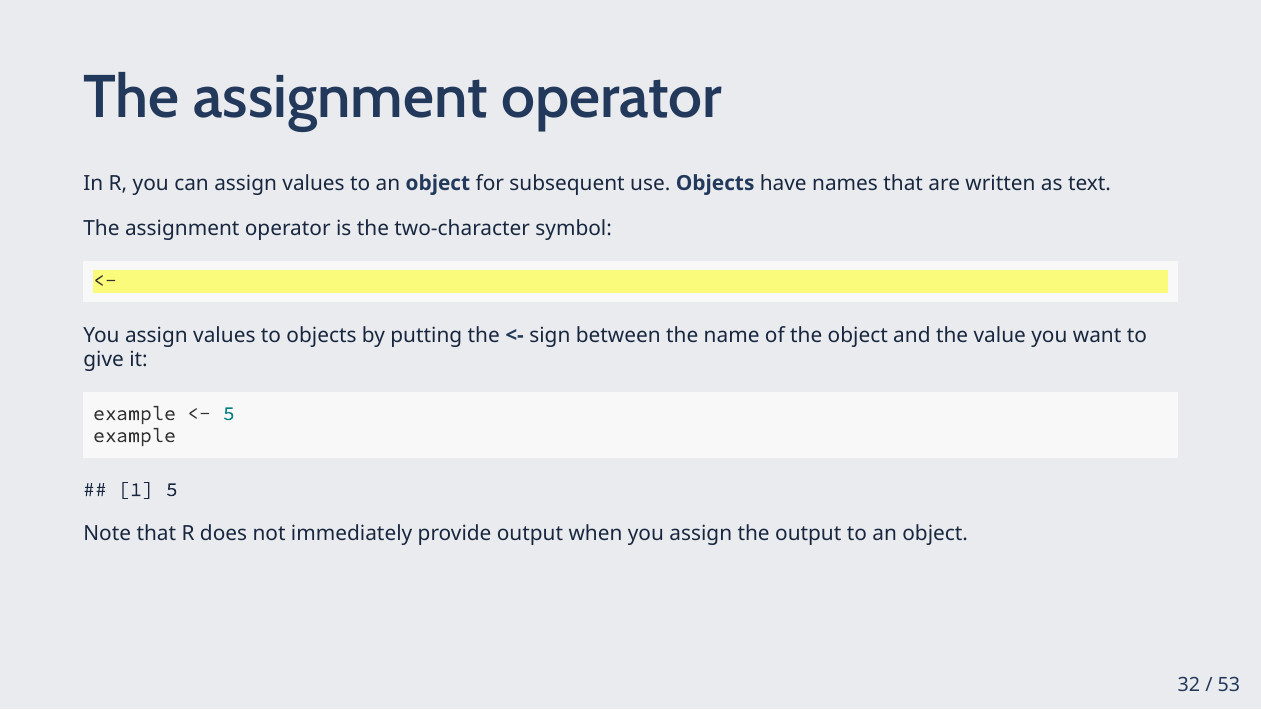 The assignment operator
In R, you can assign values to an object for subsequent use. Objects have names that are written as text.
The assignment operator is the two-character symbol:
<-
You assign values to objects by putting the <- sign between the name of the object and the value you want to
give it:
example <- 5
example
## [1] 5
Note that R does not immediately provide output when you assign the output to an object.
32 / 53